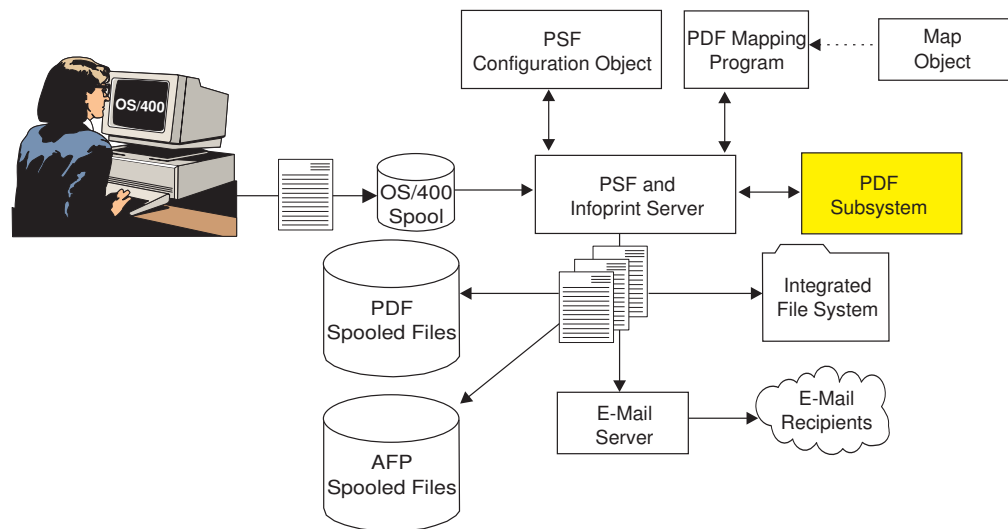 PSF
Configuration Object
PDF Mapping
Program
Map
Object
OS/400
OS/400
Spool
PSF and
Infoprint Server
PDF
Subsystem
PDF
Spooled Files
Integrated
File System
E-Mail
Server
E-Mail
Recipients
AFP
Spooled Files